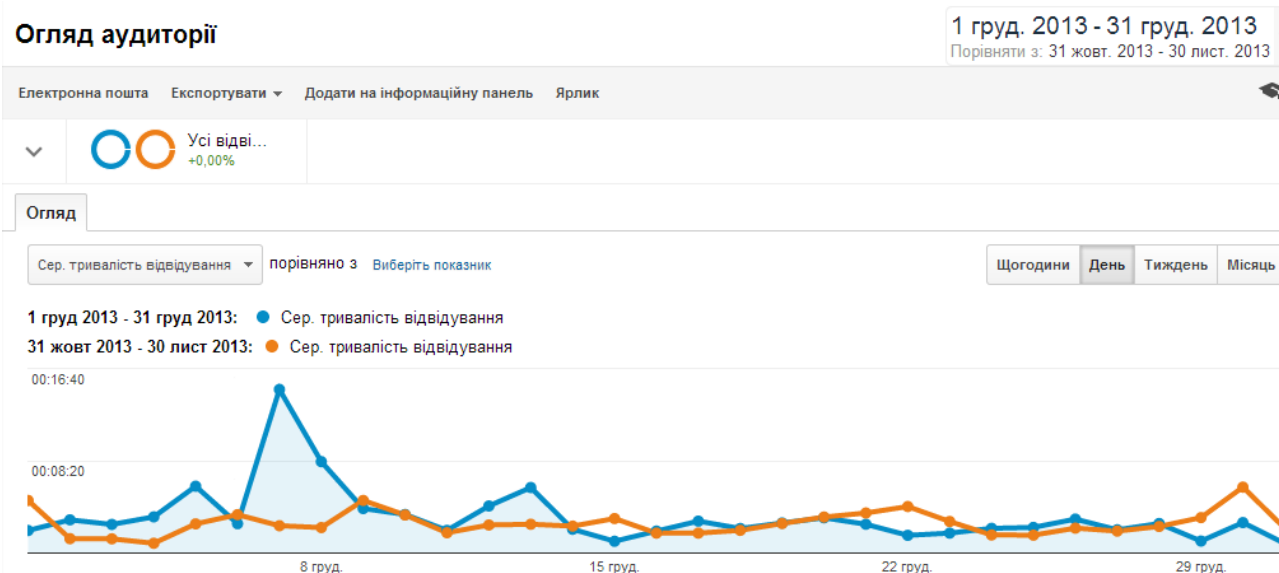 Огляд аудиторії
1 груд. 2013 - 31 груд. 2013
Порівняти з: 31 жовт. 2013 - 30 лист. 2013
Електронна пошта Експортувати Додати на інформаційну панель Ярлик
Усі відві...
+0,00%
Огляд
Сер. тривалість відвідування порівняно з Виберіть показник
Щогодини День Тиждень Місяць
1 груд 2013 - 31 груд 2013: Сер. тривалість відвідування
31 жовт 2013 - 30 лист 2013: Сер. тривалість відвідування
00:16:40
00:08:20
8 груд. 15 груд. 22 груд. 29 груд.